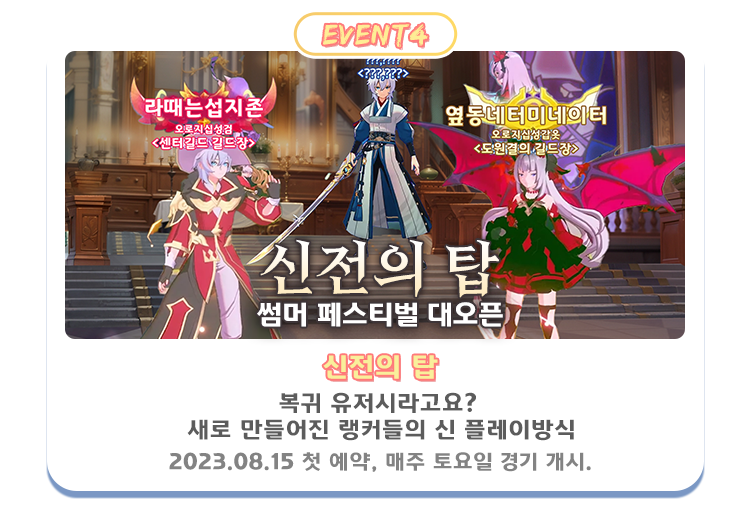 EVENT4
???.????
<???,???>
라때는섭지존
오로지십성검
<센터길드 길드장>
옆동네터미네이터
오로지십성갑옷
<도원결의 길드장>
신전의 탑
썸머 페스티벌 대오픈
신전의 탑
복귀 유저시라고요?
새로 만들어진 랭커들의 신 플레이방식
2023.08.15 첫 예약, 매주 토요일 경기 개시.